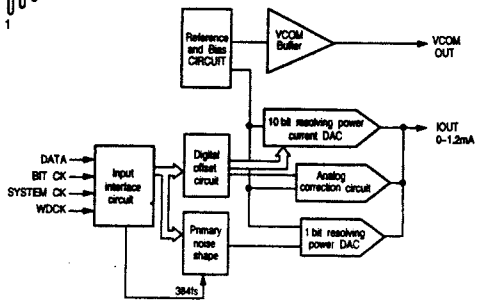 1
Reference
and Bias
CIRCUIT
VCOM
Buffer
VCOM
OUT
10 bit resolving power
current DAC
IOUT
0–1.2mA
DATA
BIT CK
SYSTEM CK
WDCK
Input
interface
circuit
Digital
offset
circuit
Analog
correction circuit
Primary
noise
shape
1 bit resolving
power DAC
384fs